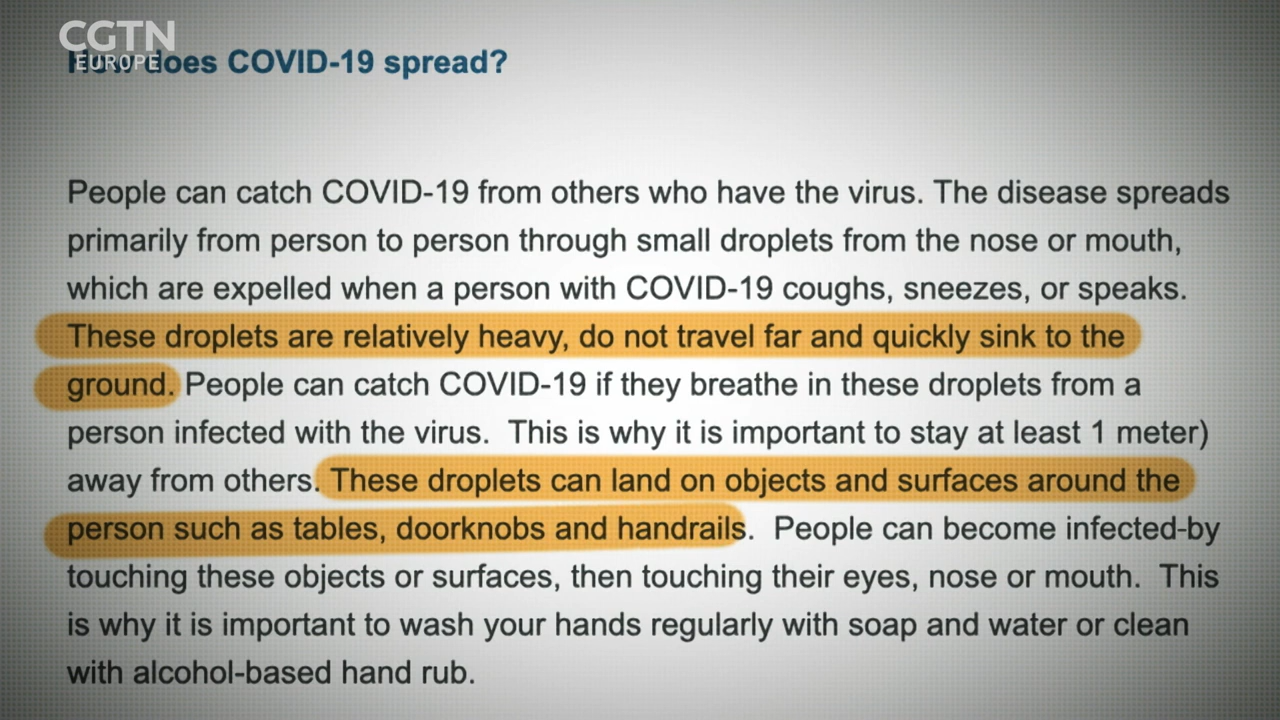 CGTN
EUROPE
How does COVID-19 spread?
People can catch COVID-19 from others who have the virus. The disease spreads
primarily from person to person through small droplets from the nose or mouth,
which are expelled when a person with COVID-19 coughs, sneezes, or speaks.
These droplets are relatively heavy, do not travel far and quickly sink to the
ground. People can catch COVID-19 if they breathe in these droplets from a
person infected with the virus.  This is why it is important to stay at least 1 meter)
away from others. These droplets can land on objects and surfaces around the
person such as tables, doorknobs and handrails.  People can become infected-by
touching these objects or surfaces, then touching their eyes, nose or mouth.  This
is why it is important to wash your hands regularly with soap and water or clean
with alcohol-based hand rub.